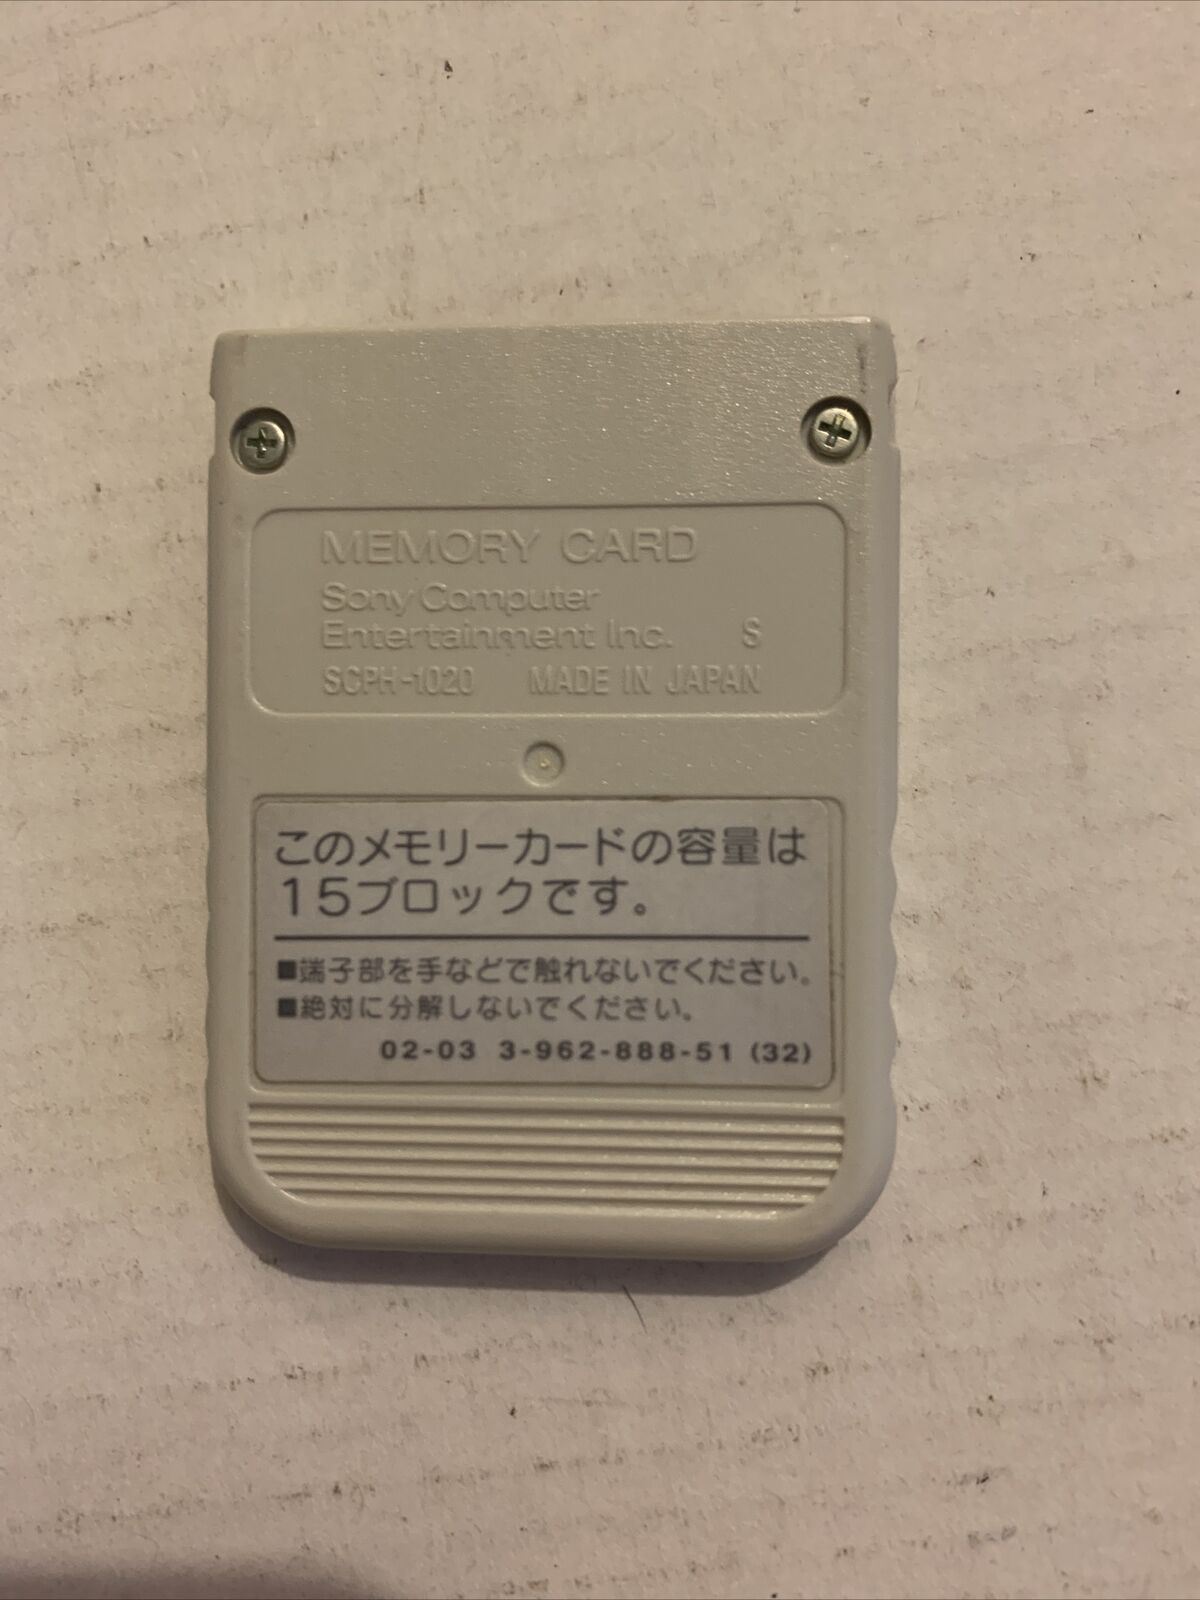 MEMORY CARD
Sony Computer
Entertainment Inc. S
SCPH-1020 MADE IN JAPAN
このメモリーカードの容量は
15ブロックです。
■端子部を手などで触れないでください。
■絶対に分解しないでください。
02-03 3-962-888-51 (32)